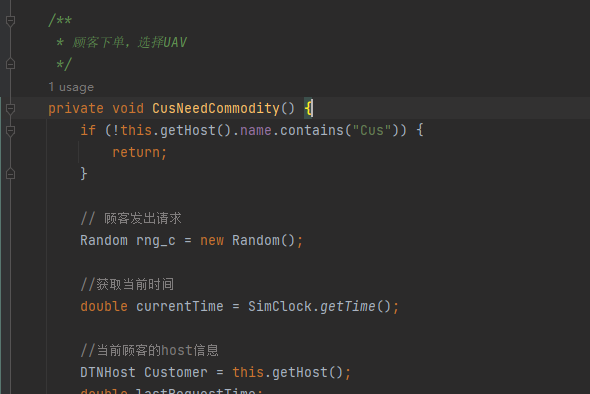 /**
* 顾客下单，选择UAV
*/
1 usage
private void CusNeedCommodity() {
if (!this.getHost().name.contains("Cus")) {
return;
}
// 顾客发出请求
Random rng_c = new Random();
//获取当前时间
double currentTime = SimClock.getTime();
//当前顾客的host信息
DTNHost Customer = this.getHost();
double lastRequestTime;